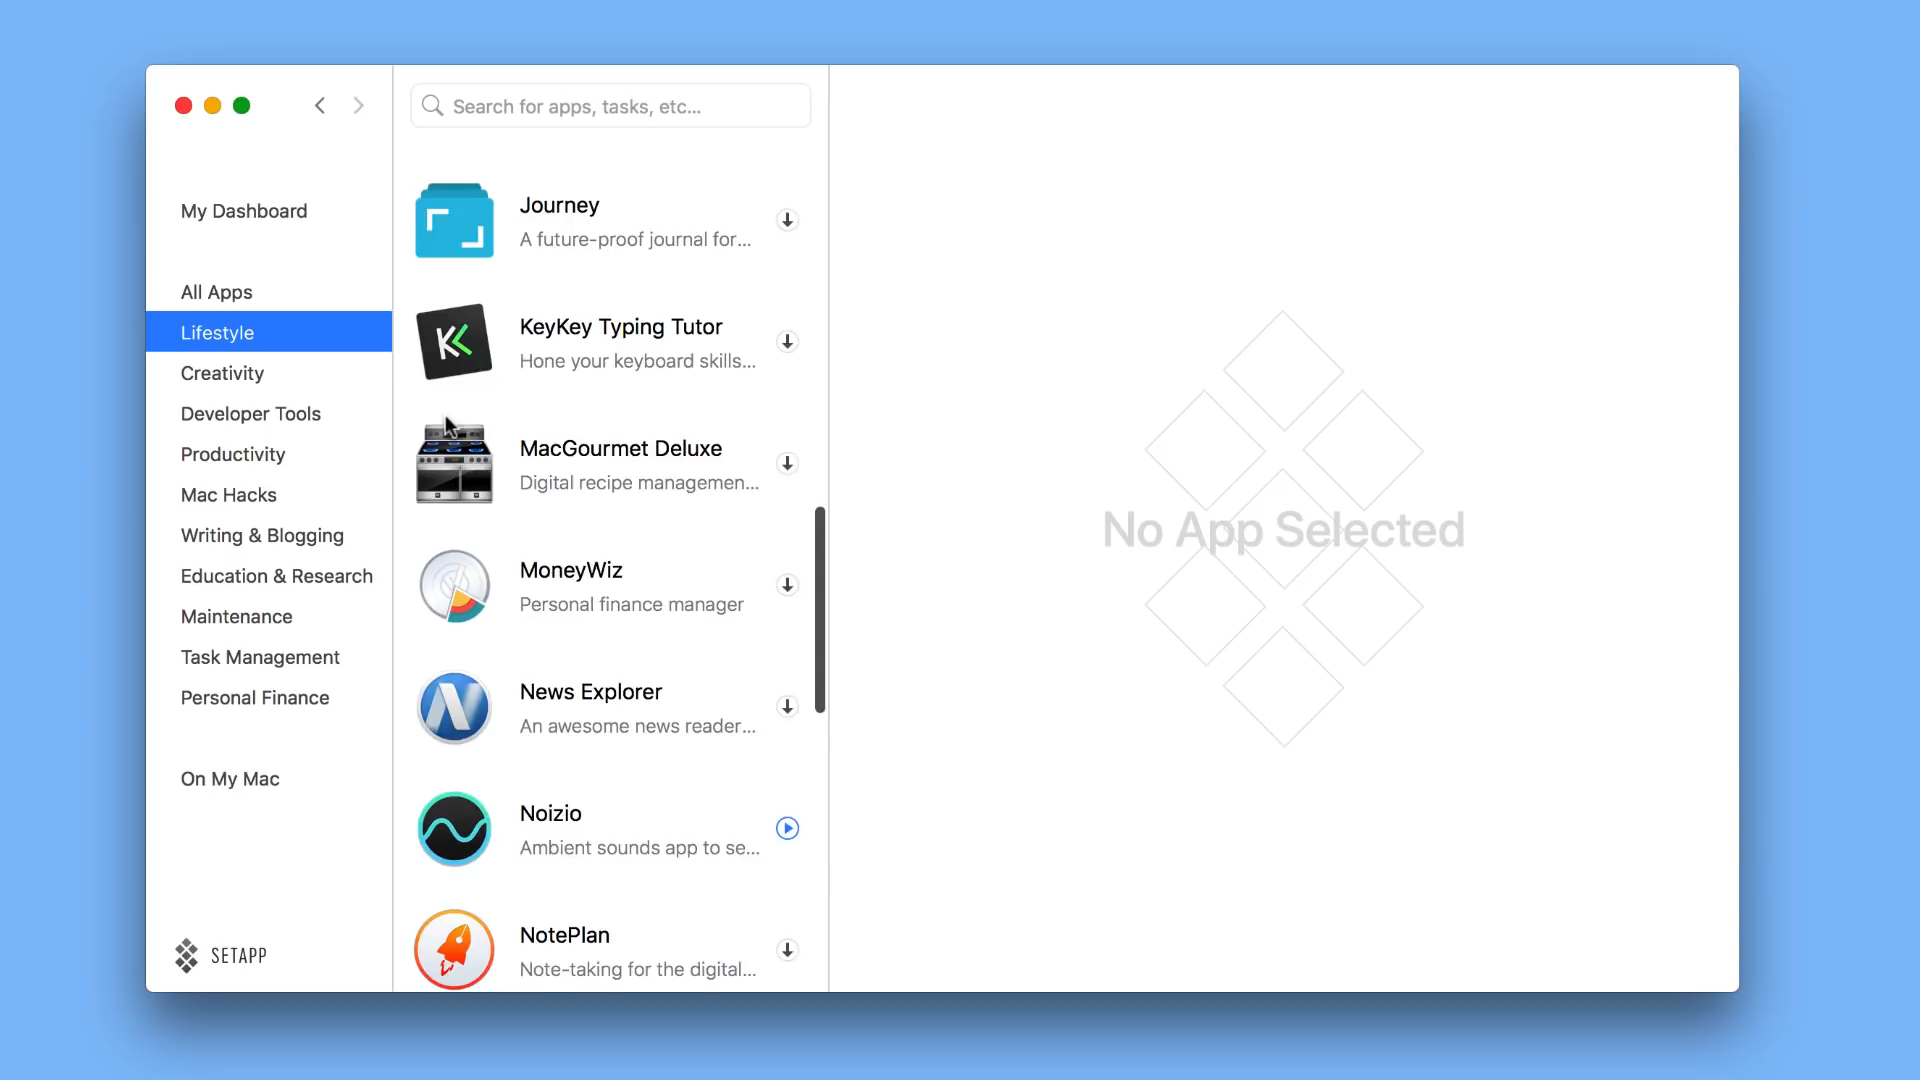 My Dashboard
All Apps
Lifestyle
Creativity
Developer Tools
Productivity
Mac Hacks
Writing & Blogging
Education & Research
Maintenance
Task Management
Personal Finance
On My Mac
SETAPP
Search for apps, tasks, etc...
Journey
A future-proof journal for...
KeyKey Typing Tutor
Hone your keyboard skills...
MacGourmet Deluxe
Digital recipe managemen...
MoneyWiz
Personal finance manager
News Explorer
An awesome news reader...
Noizio
Ambient sounds app to se...
NotePlan
Note-taking for the digital...
No App Selected